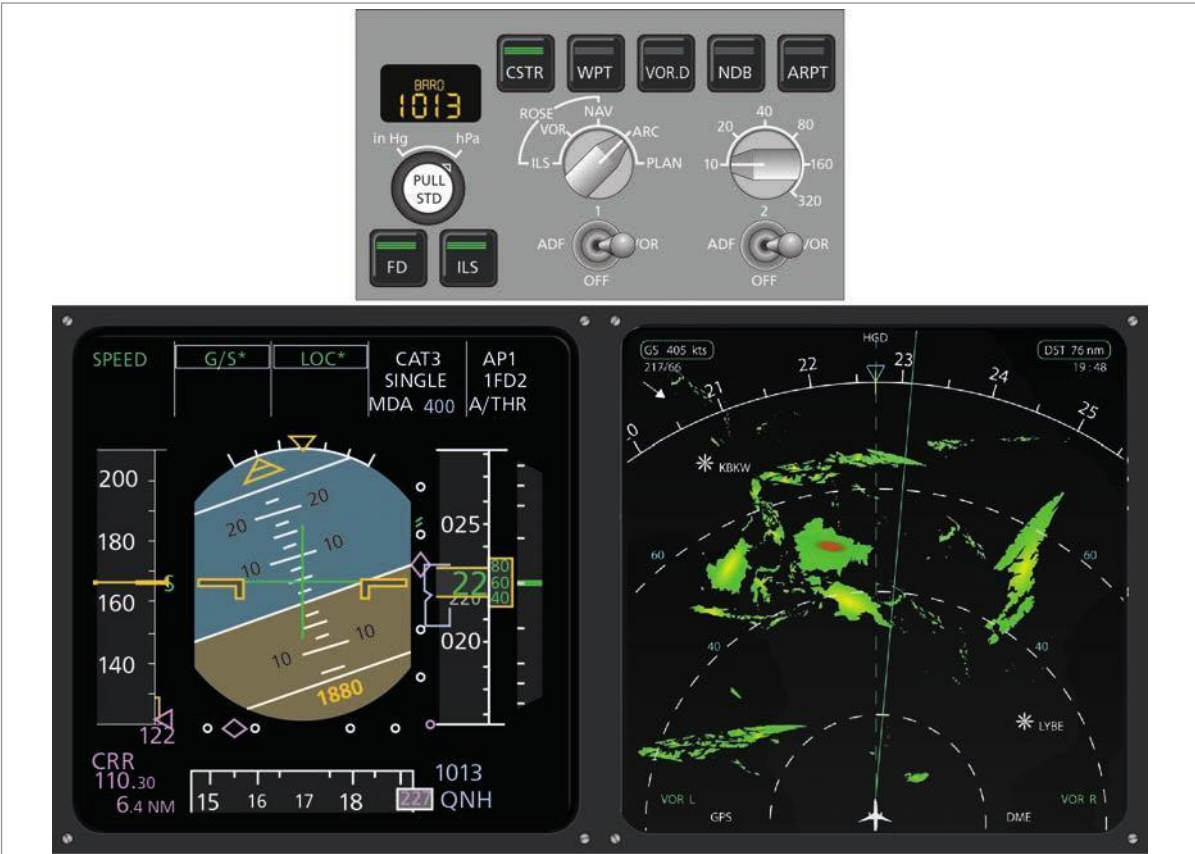 CSTR WPT VOR.D NDB ARPT
BARO
1013
in Hg hPa
PULL
STD
FD ILS
ROSE NAV
VOR ARC
ILS PLAN
40
20 80
10 160
320
1
ADF VOR
OFF
2
ADF VOR
OFF
SPEED G/S* LOC* CAT3 AP1
SINGLE 1FD2
MDA 400 A/THR
200
180
160
140
S
122
20 20
10 10
10 10
1880
025
22
80
60
40
220
020
CRR
110.30
6.4 NM
15 16 17 18 227
1013
QNH
HGD
GS 405 kts
217/66
DST 76 nm
19:48
0 21 22 23 24 25
KBKW
60 60
40 40
LYBE
VOR L VOR R
GPS DME